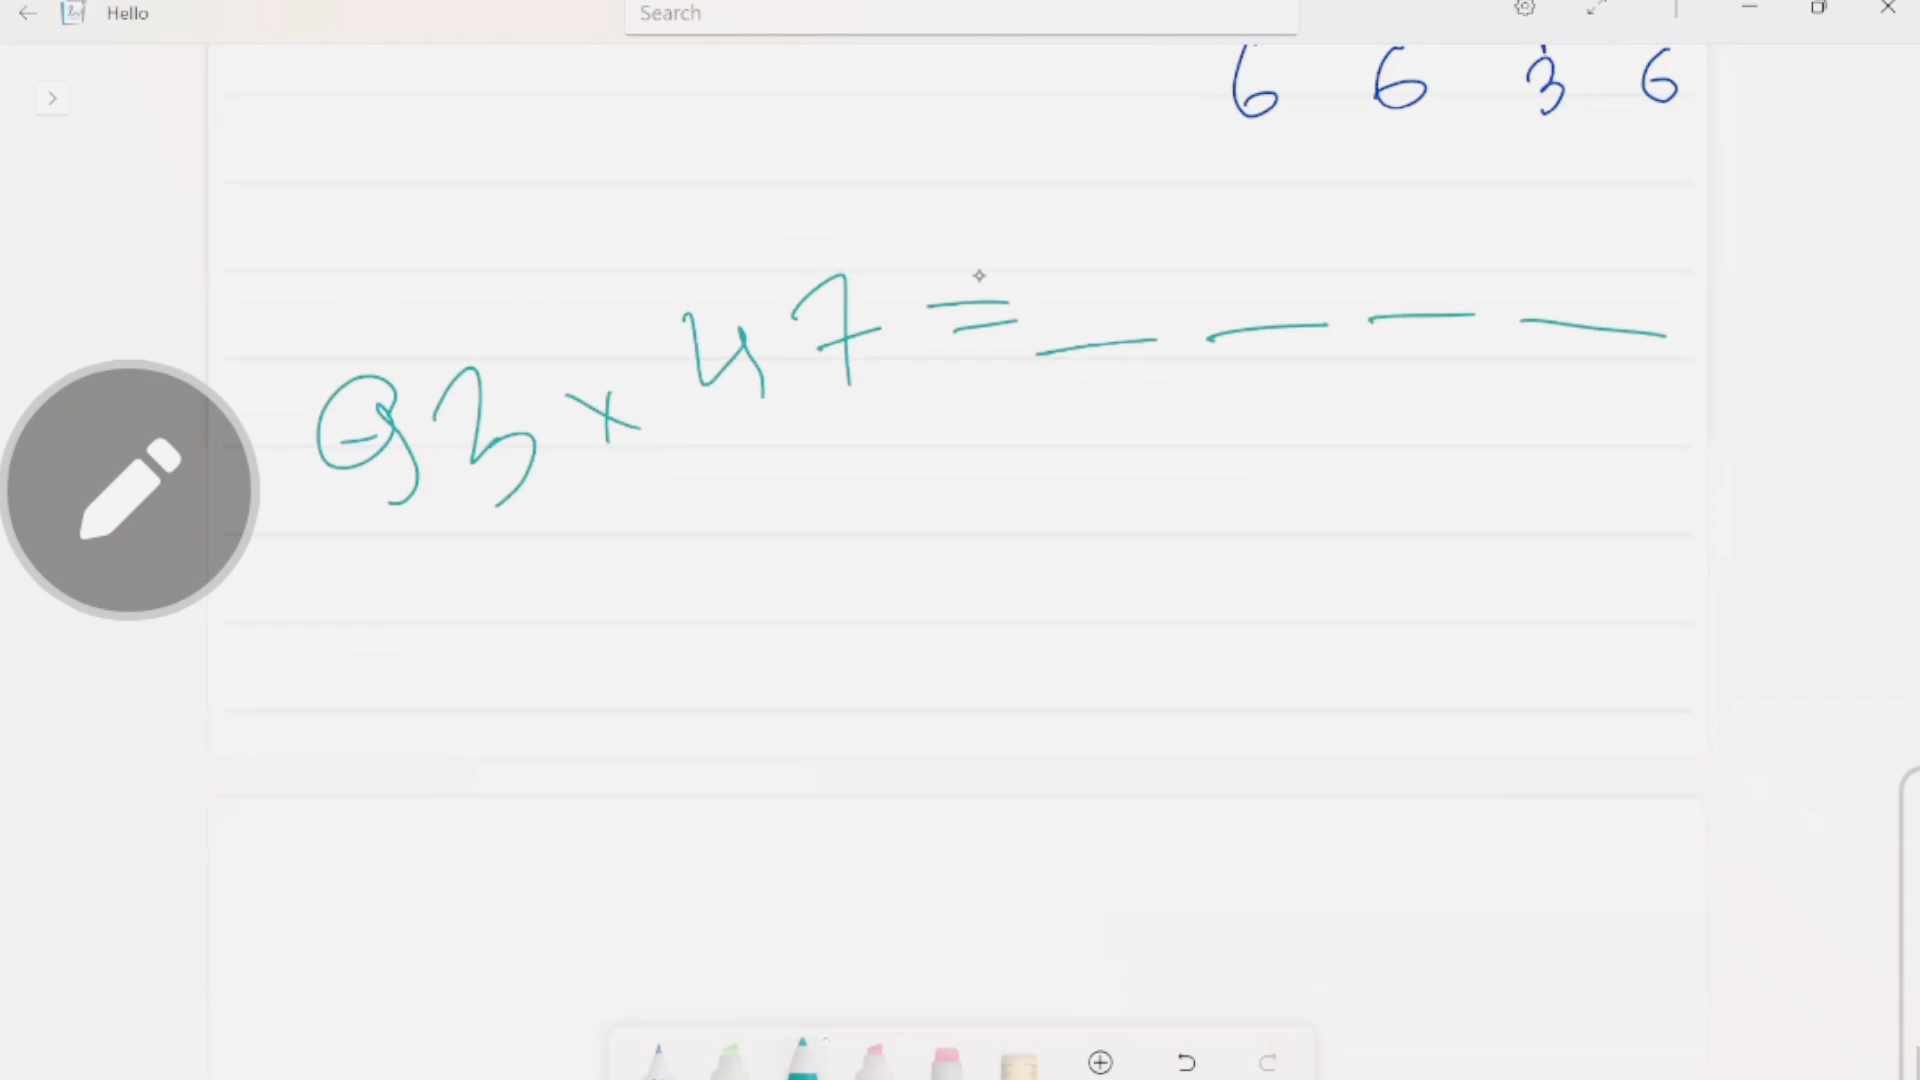 Hello
Search
6 6 3 6
93 × 47 = _ _ _ _